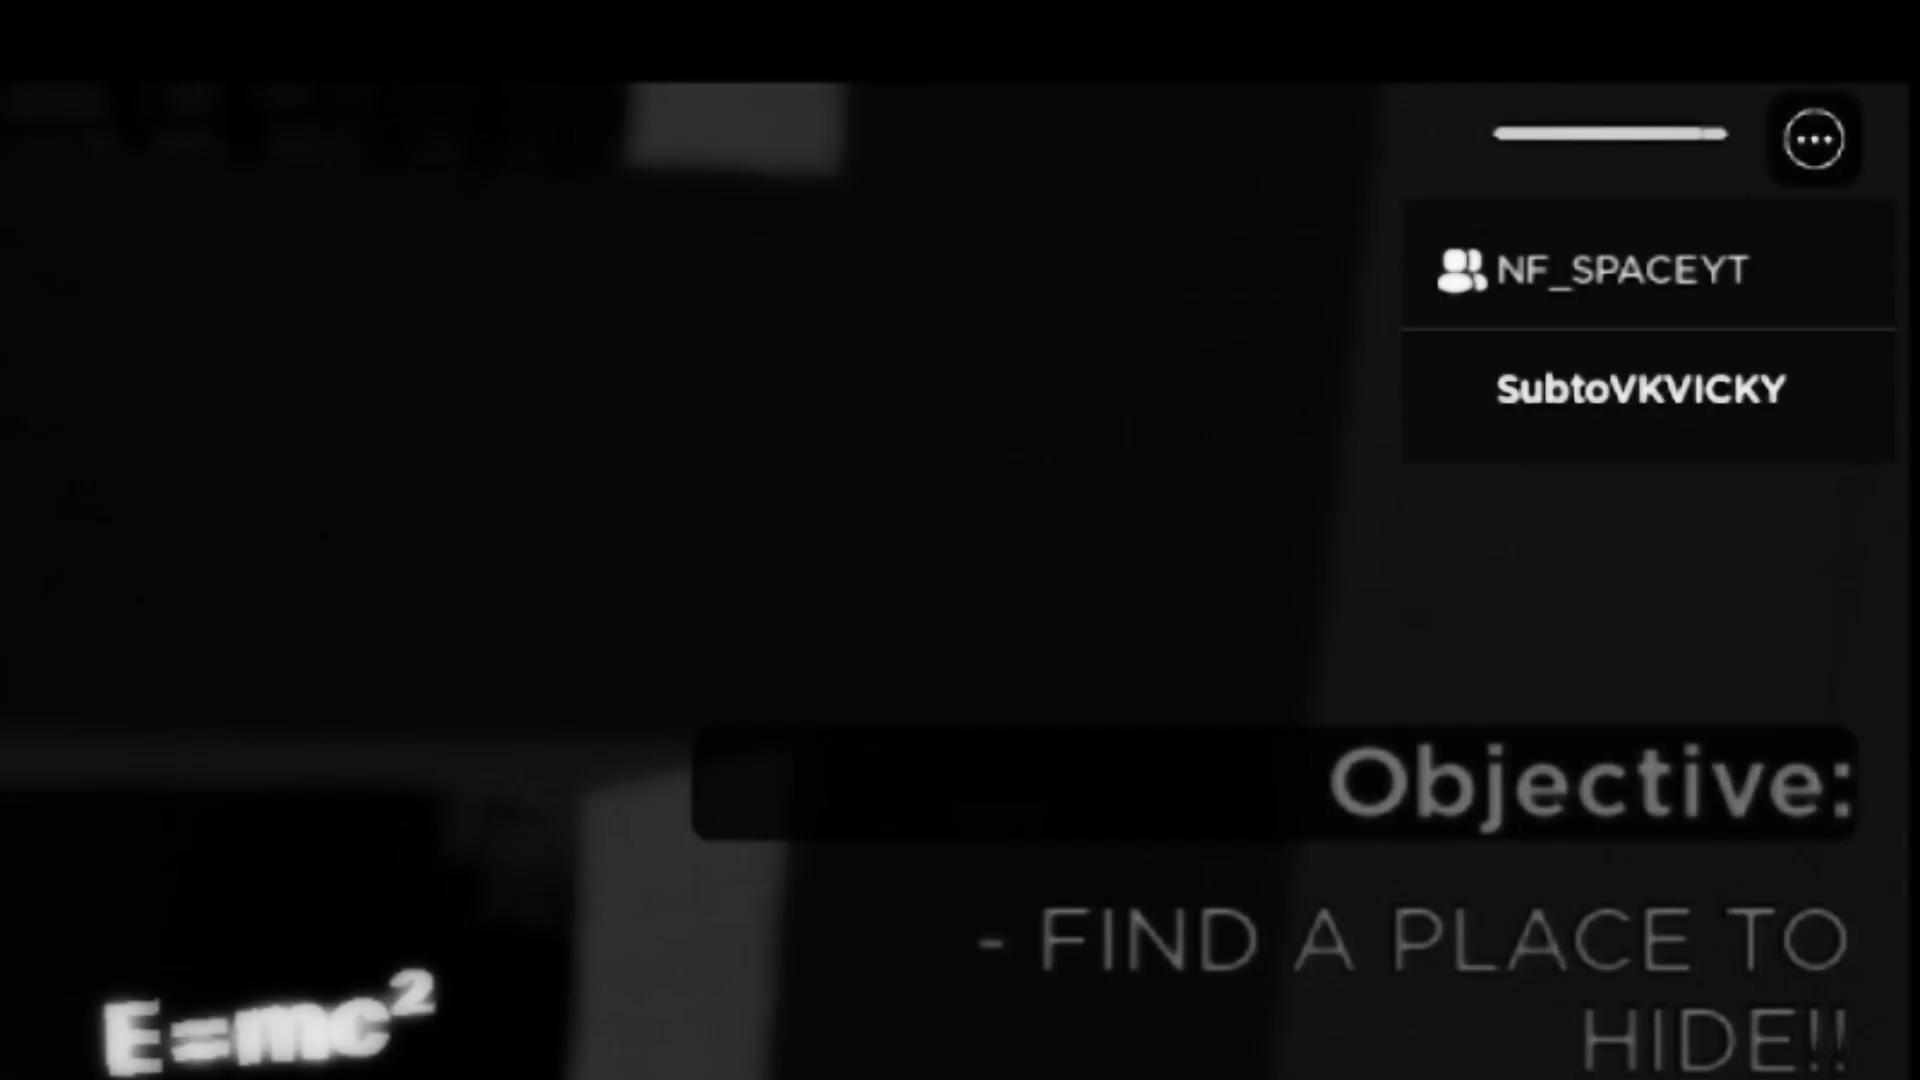 NF_SPACEYT
SubtoVKVICKY
Objective:
- FIND A PLACE TO
HIDE!!
E=mc²